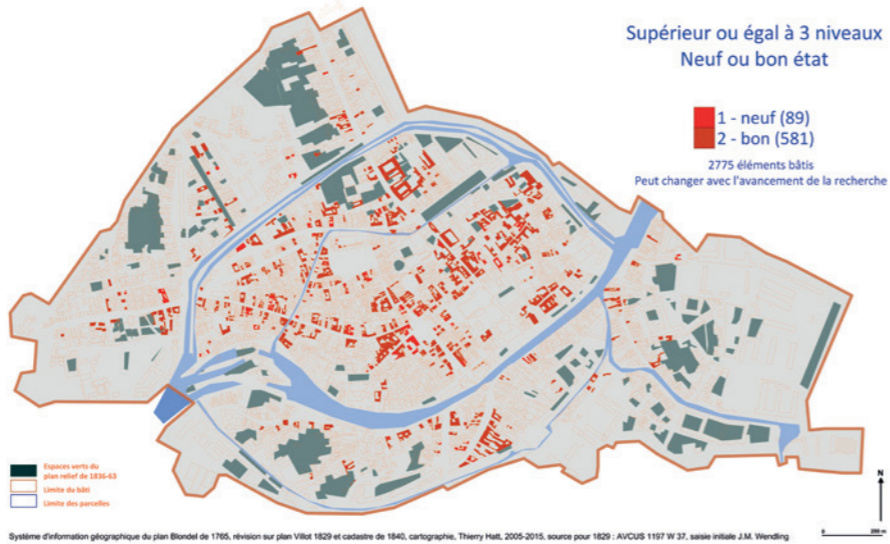 Supérieur ou égal à 3 niveaux
Neuf ou bon état
1 - neuf (89)
2 - bon (581)
2775 éléments bâtis
Peut changer avec l'avancement de la recherche
Espaces verts du
plan relief de 1836-63
Limite du bâti
Limite des parcelles
N
0 200 m
Système d'information géographique du plan Blondel de 1765, révision sur plan Villot 1829 et cadastre de 1840, cartographie, Thierry Hatt, 2005-2015, source pour 1829 : AVCUS 1197 W 37, saisie initiale J.M. Wendling